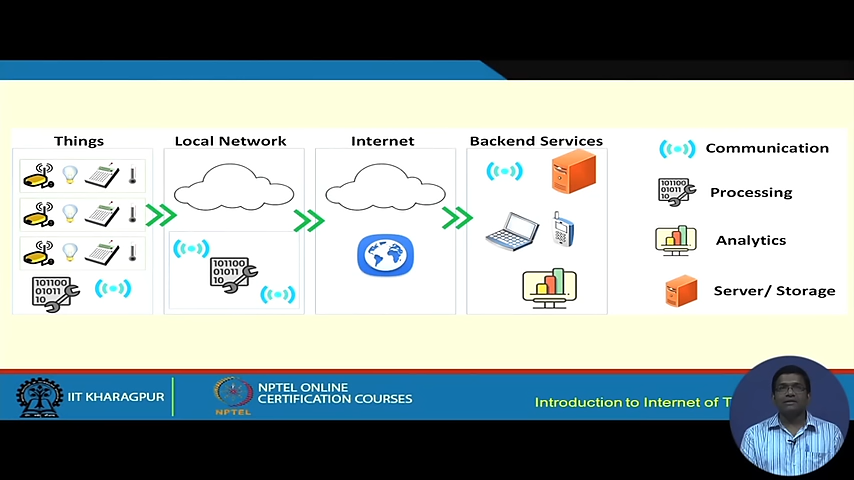 Things
Local Network
Internet
Backend Services
Communication
Processing
Analytics
Server/ Storage
101100
01011
10
101100
01011
10
101100
01011
10
IIT KHARAGPUR
NPTEL
NPTEL ONLINE
CERTIFICATION COURSES
Introduction to Internet of T